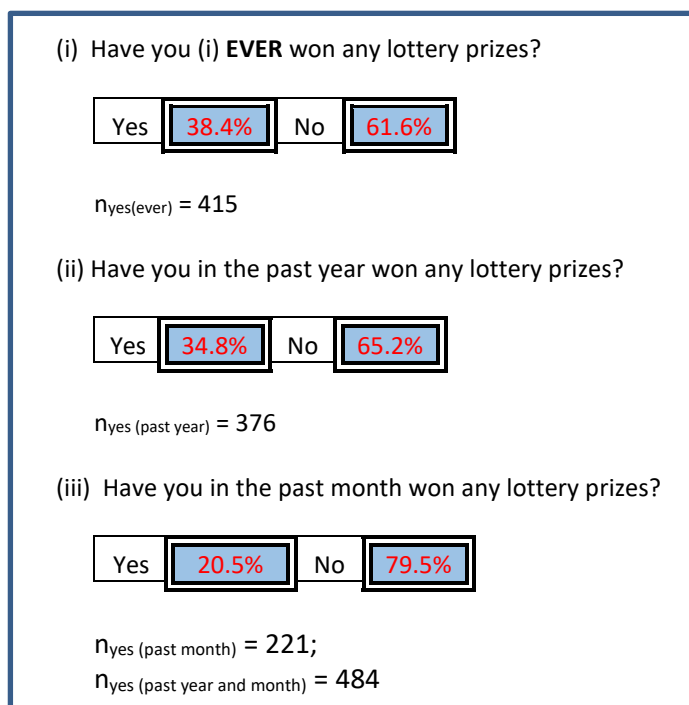 (i) Have you (i) EVER won any lottery prizes?
Yes 38.4% No 61.6%
nyes(ever) = 415
(ii) Have you in the past year won any lottery prizes?
Yes 34.8% No 65.2%
nyes (past year) = 376
(iii) Have you in the past month won any lottery prizes?
Yes 20.5% No 79.5%
nyes (past month) = 221;
nyes (past year and month) = 484